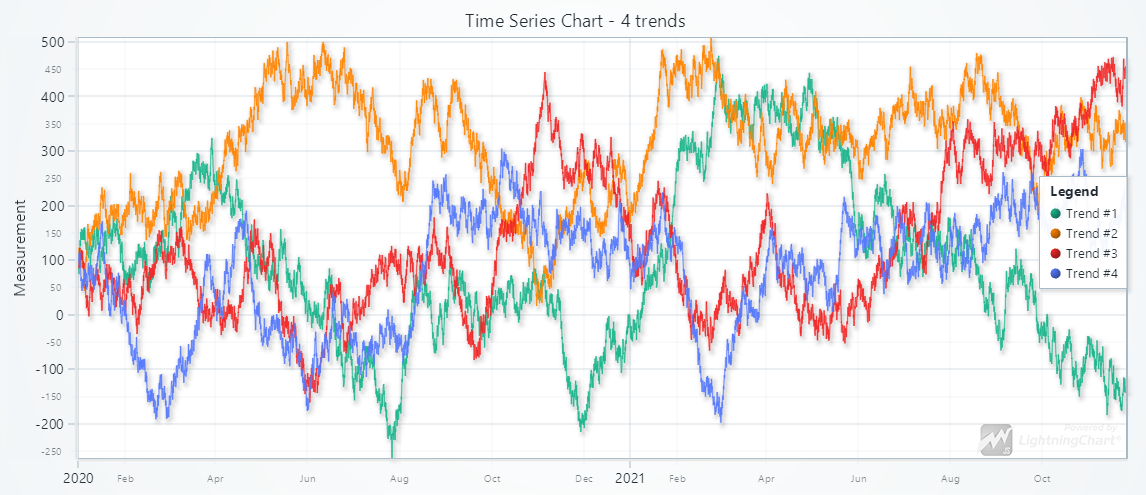 Time Series Chart - 4 trends
Measurement
500
450
400
350
300
250
200
150
100
50
0
-50
-100
-150
-200
-250
Legend
Trend #1
Trend #2
Trend #3
Trend #4
Powered by
LightningChart®
2020 Feb Apr Jun Aug Oct Dec 2021 Feb Apr Jun Aug Oct